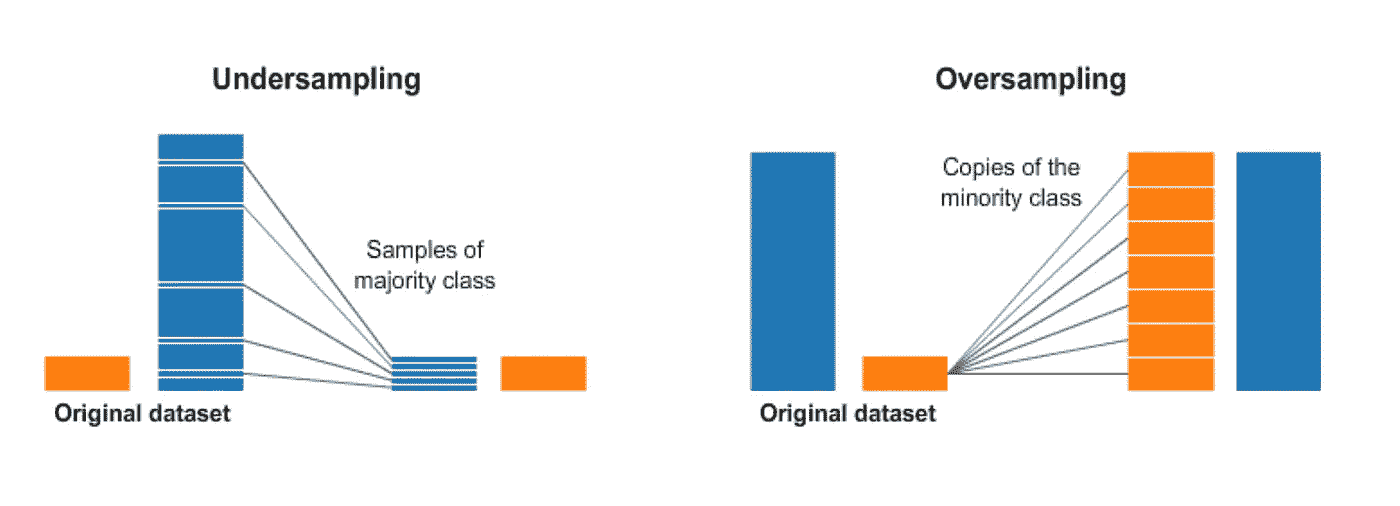 Undersampling
Samples of
majority class
Original dataset
Oversampling
Copies of the
minority class
Original dataset